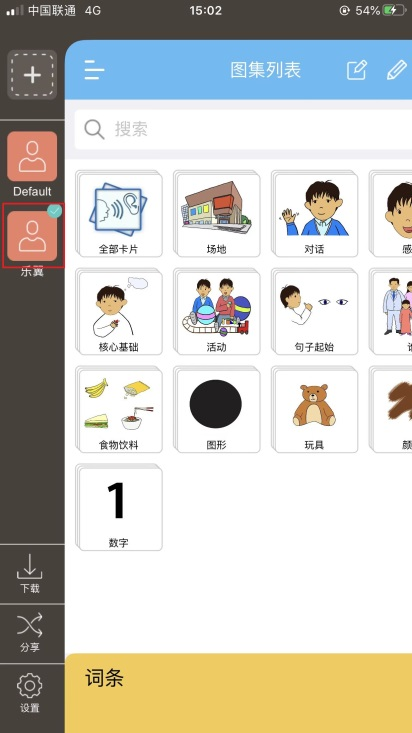 中国联通 4G 15:02 54%
图集列表
搜索
Default
乐翼
全部卡片 场地 对话
核心基础 活动 句子起始
食物饮料 图形 玩具
1
数字
下载
分享
设置
词条